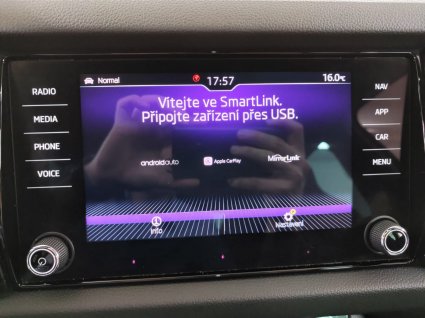 Normal 17:57 16.0°C
RADIO
MEDIA
PHONE
VOICE
Vítejte ve SmartLink.
Připojte zařízení přes USB.
androidauto Apple CarPlay MirrorLink
Info Nastavení
NAV
APP
CAR
MENU